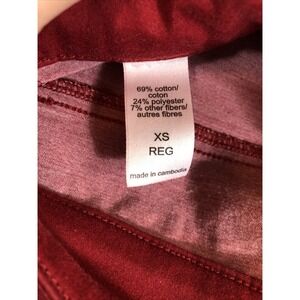 69% cotton/
coton
24% polyester
7% other fibers/
autres fibres
XS
REG
made in cambodia